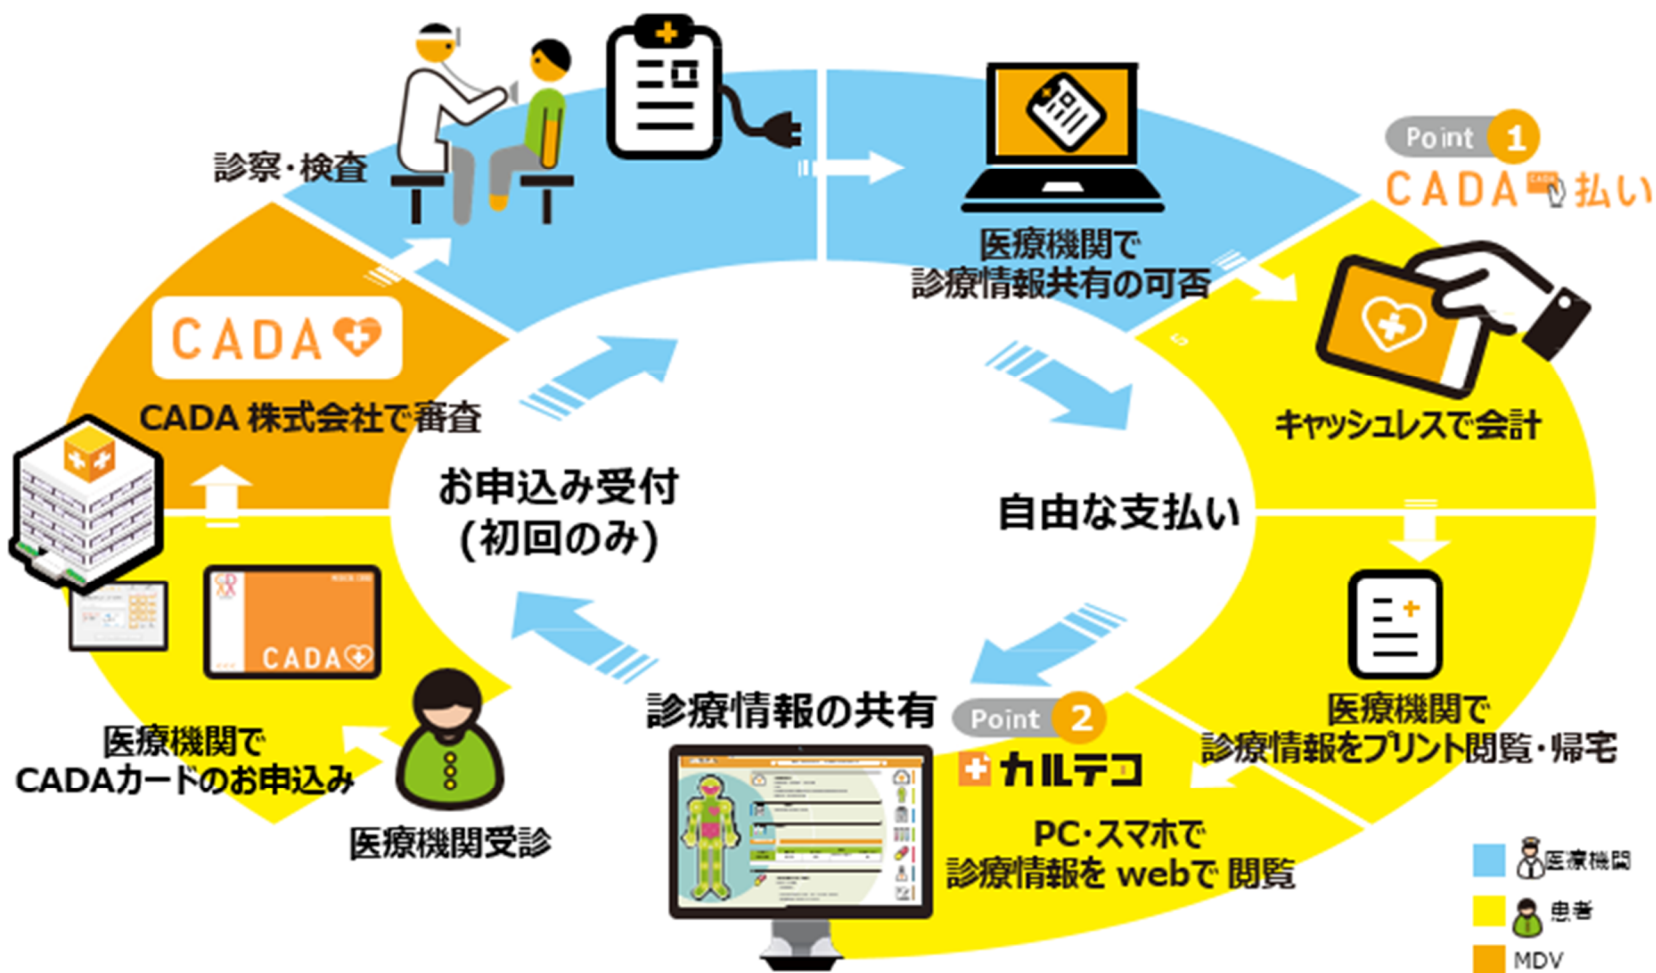 診察・検査
Point 1
CADA 払い
医療機関で
診療情報共有の可否
CADA
CADA 株式会社で審査
キャッシュレスで会計
お申込み受付
(初回のみ)
自由な支払い
CADA
医療機関で
CADAカードのお申込み
医療機関受診
診療情報の共有
Point 2
カルテコ
PC・スマホで
診療情報を webで 閲覧
医療機関で
診療情報をプリント閲覧・帰宅
医療機関
患者
MDV